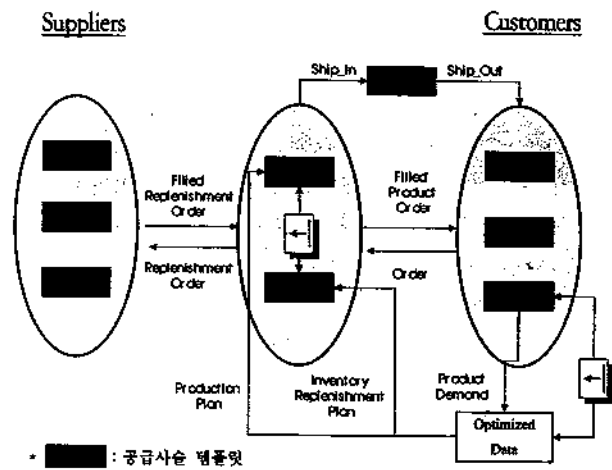 Suppliers
Customers
Ship_In
Ship_Out
Filled
Replenishment
Order
Filled
Product
Order
Replenishment
Order
Order
Production
Plan
Inventory
Replenishment
Plan
Product
Demand
Optimized
Data
* : 공급사슬 템플릿